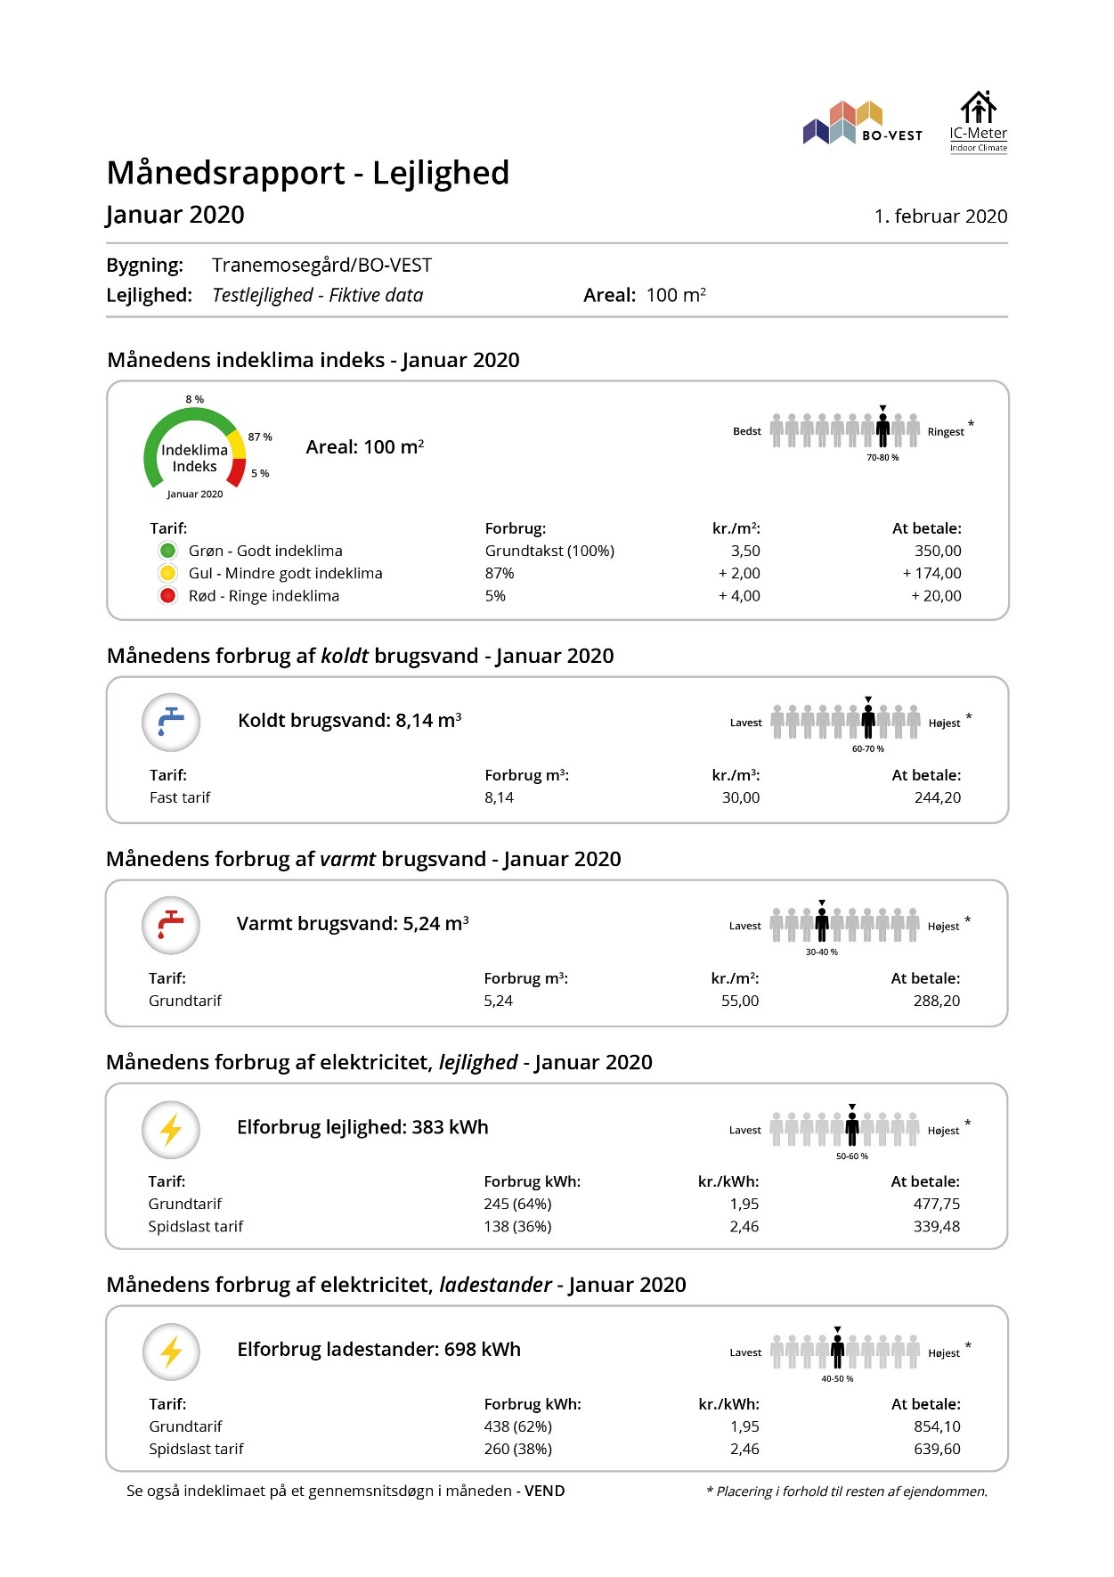 BO-VEST
IC-Meter
Indoor Climate
Månedsrapport - Lejlighed
Januar 2020
1. februar 2020
Bygning: Tranemosegård/BO-VEST
Lejlighed: Testlejlighed - Fiktive data Areal: 100 m²
Månedens indeklima indeks - Januar 2020
8 %
87 %
5 %
Indeklima
Indeks
Januar 2020
Areal: 100 m²
Bedst Ringest *
70-80 %
Tarif: Forbrug: kr./m²: At betale:
Grøn - Godt indeklima Grundtakst (100%) 3,50 350,00
Gul - Mindre godt indeklima 87% + 2,00 + 174,00
Rød - Ringe indeklima 5% + 4,00 + 20,00
Månedens forbrug af koldt brugsvand - Januar 2020
Koldt brugsvand: 8,14 m³
Lavest Højest *
60-70 %
Tarif: Forbrug m³: kr./m³: At betale:
Fast tarif 8,14 30,00 244,20
Månedens forbrug af varmt brugsvand - Januar 2020
Varmt brugsvand: 5,24 m³
Lavest Højest *
30-40 %
Tarif: Forbrug m³: kr./m²: At betale:
Grundtarif 5,24 55,00 288,20
Månedens forbrug af elektricitet, lejlighed - Januar 2020
Elforbrug lejlighed: 383 kWh
Lavest Højest *
50-60 %
Tarif: Forbrug kWh: kr./kWh: At betale:
Grundtarif 245 (64%) 1,95 477,75
Spidslast tarif 138 (36%) 2,46 339,48
Månedens forbrug af elektricitet, ladestander - Januar 2020
Elforbrug ladestander: 698 kWh
Lavest Højest *
40-50 %
Tarif: Forbrug kWh: kr./kWh: At betale:
Grundtarif 438 (62%) 1,95 854,10
Spidslast tarif 260 (38%) 2,46 639,60
Se også indeklimaet på et gennemsnitsdøgn i måneden - VEND
* Placering i forhold til resten af ejendommen.